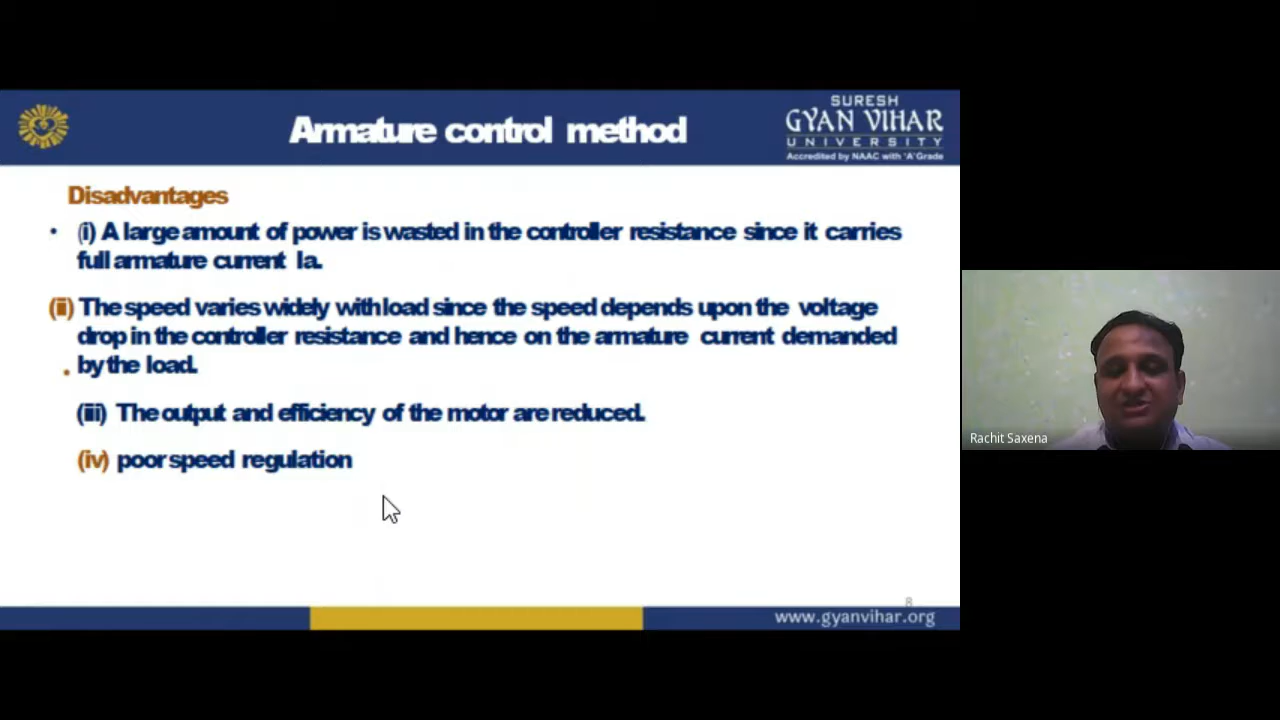 Armature control method
SURESH
GYAN VIHAR
UNIVERSITY
Accredited by NAAC with 'A' Grade
Disadvantages
• (i) A large amount of power is wasted in the controller resistance since it carries
full armature current Ia.
(ii) The speed varies widely with load since the speed depends upon the voltage
drop in the controller resistance and hence on the armature current demanded
. by the load.
(iii) The output and efficiency of the motor are reduced.
(iv) poor speed regulation
8
www.gyanvihar.org
Rachit Saxena